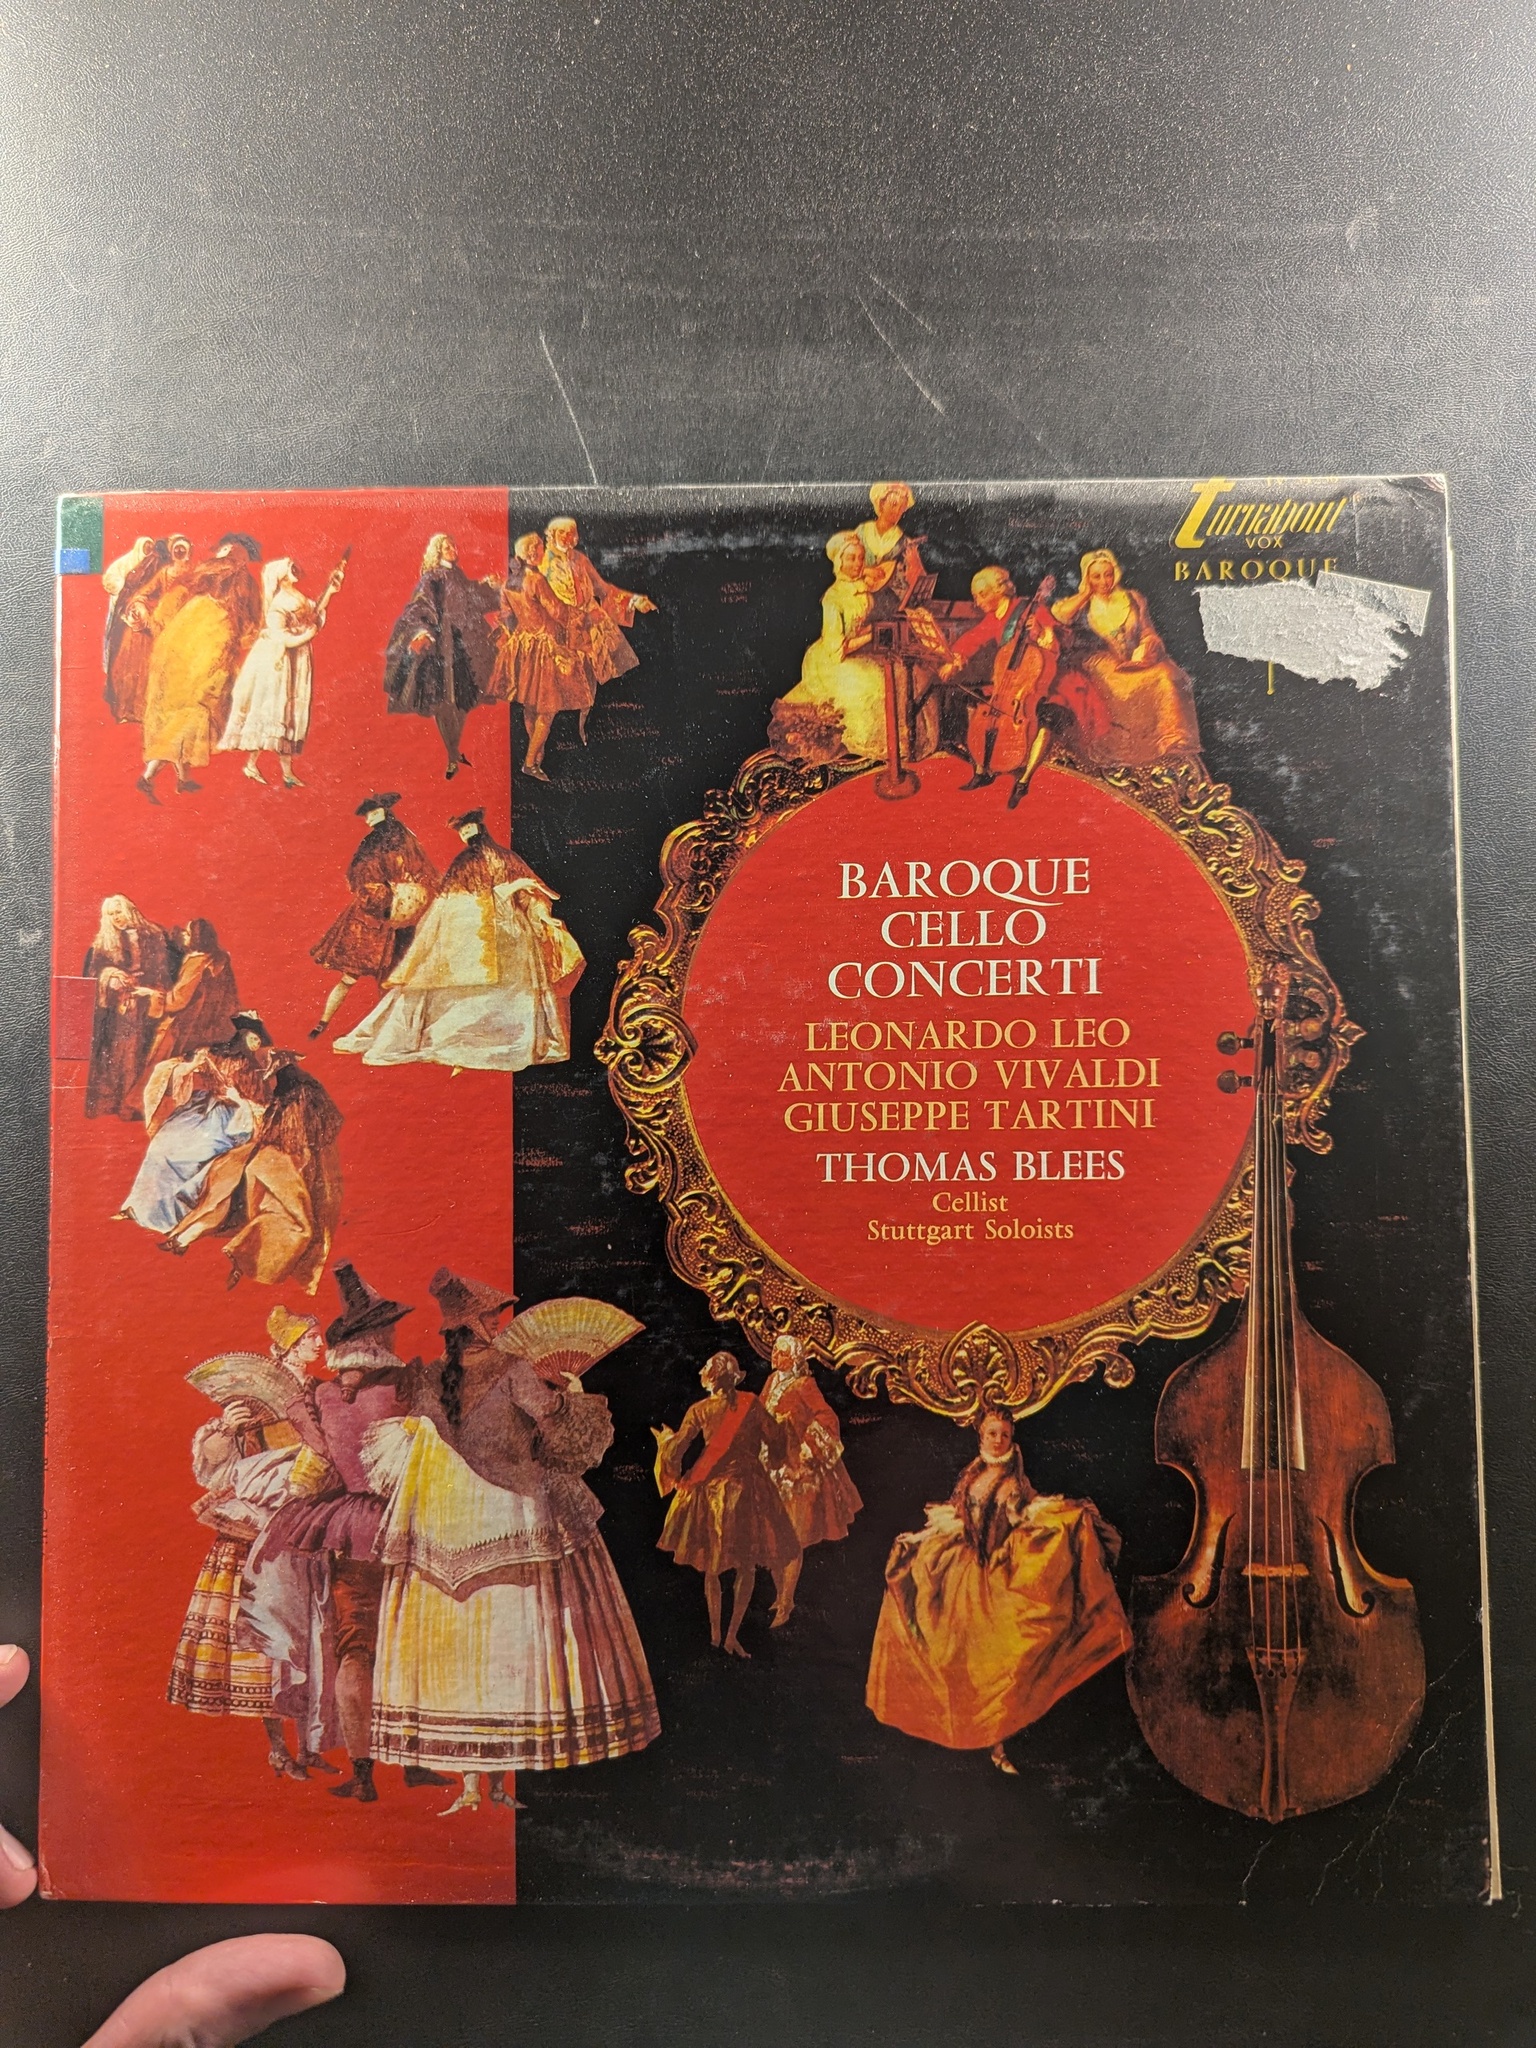 Turnabout
VOX
BAROQUE
BAROQUE
CELLO
CONCERTI
LEONARDO LEO
ANTONIO VIVALDI
GIUSEPPE TARTINI
THOMAS BLEES
Cellist
Stuttgart Soloists